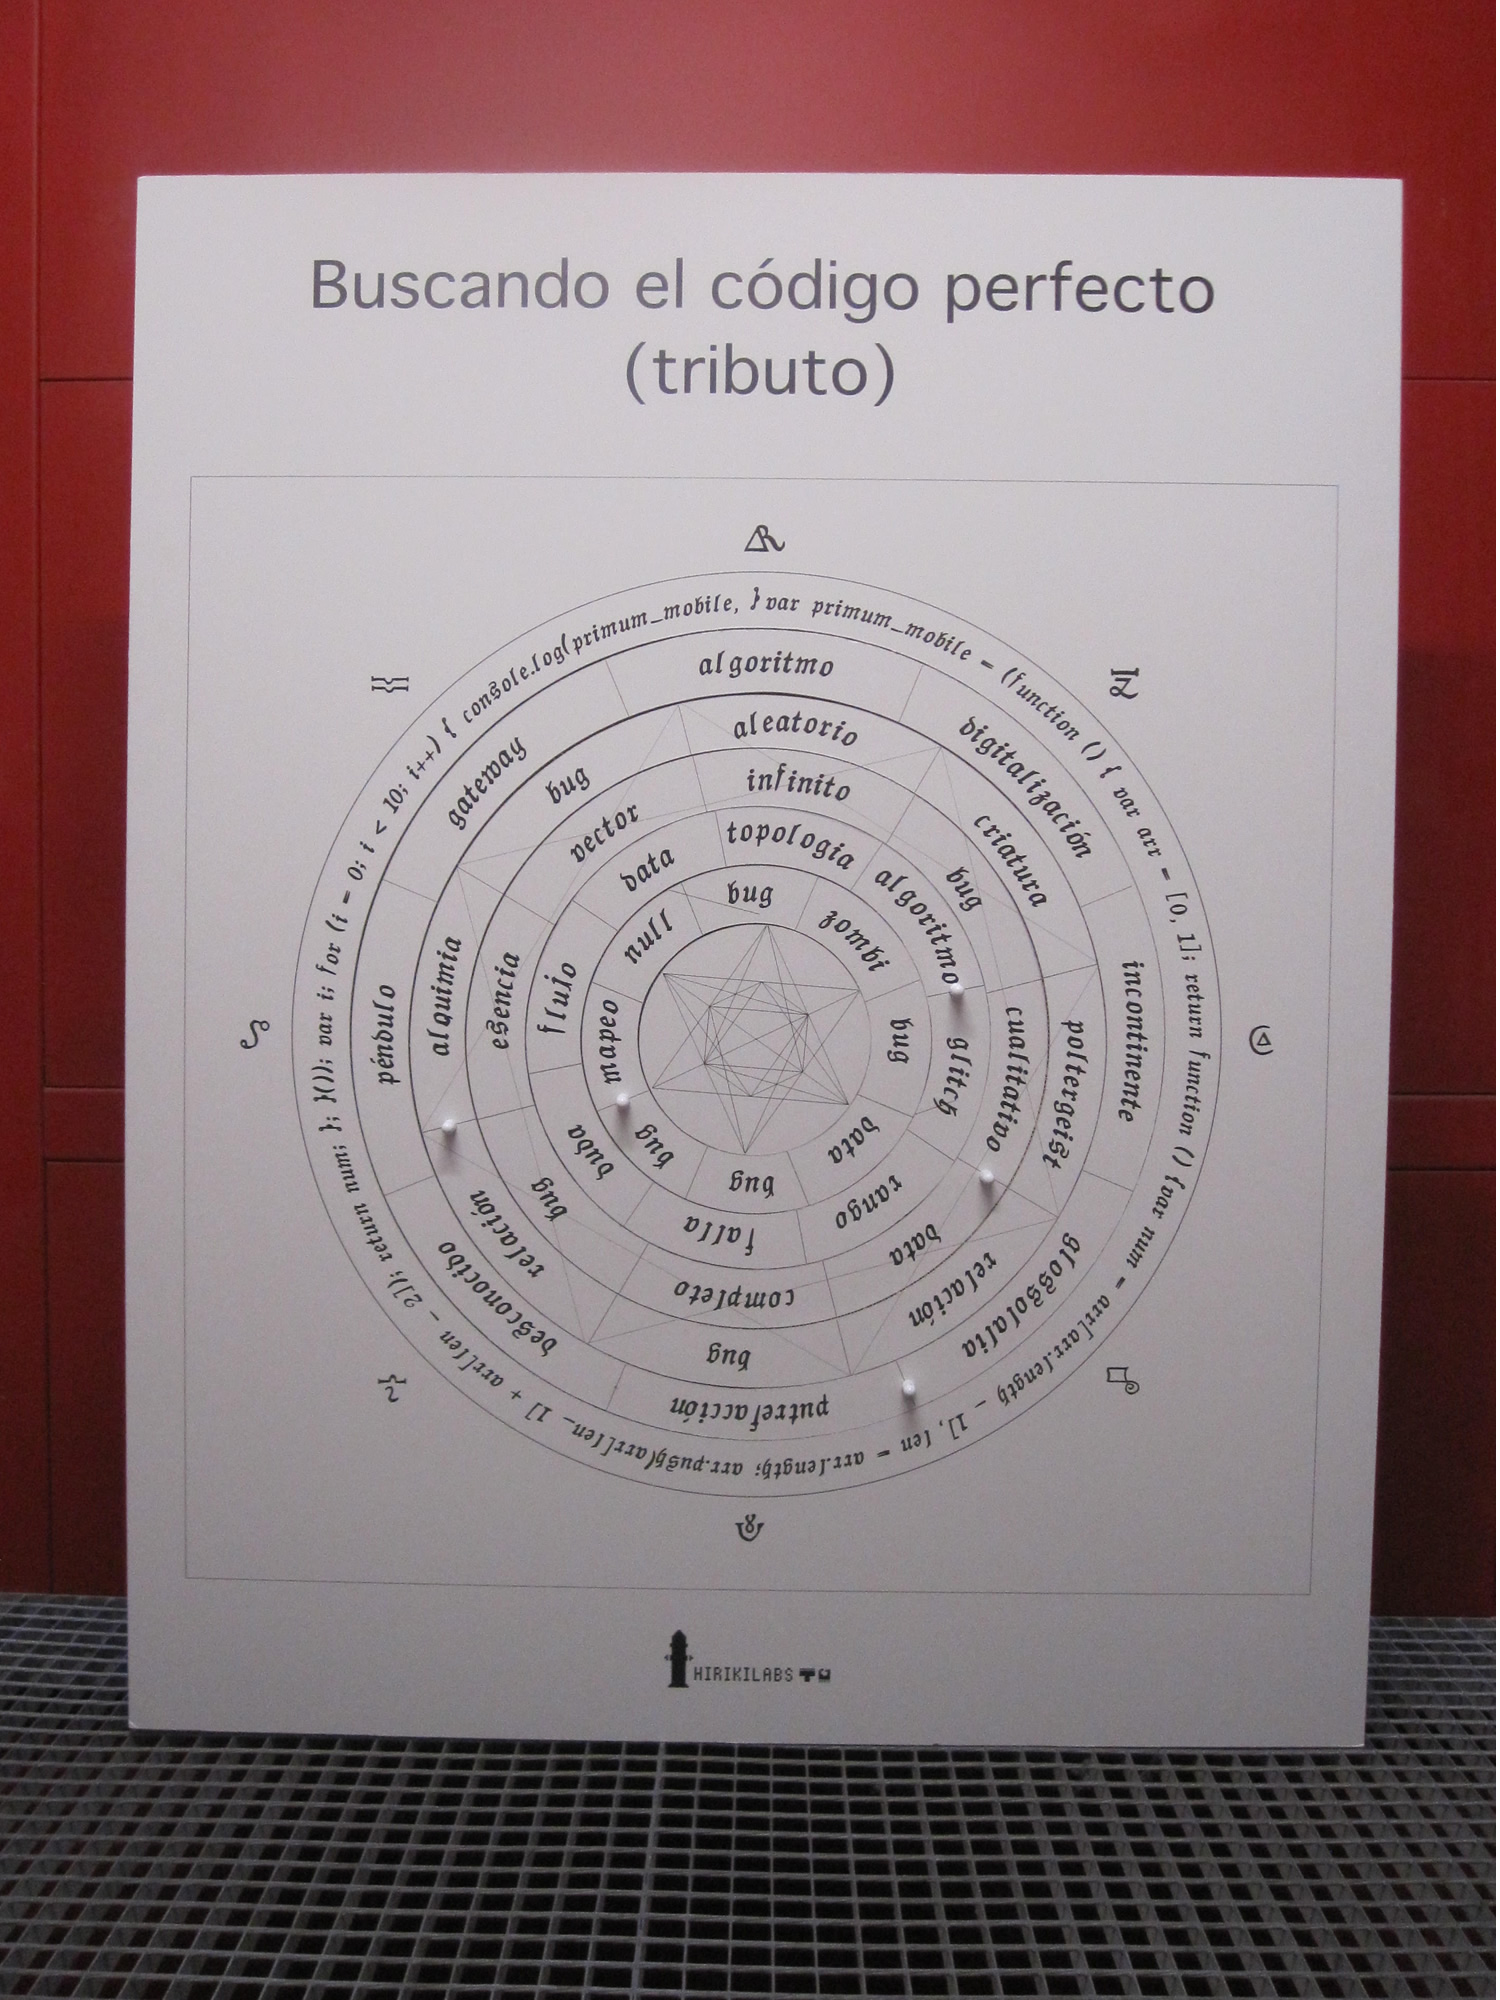 Buscando el código perfecto
(tributo)
var primum_mobile = (function () { var arr = [0, 1]; return function () {var num = arr[arr.length - 1], len = arr.length; arr.push(arr[len - 1] + arr[len - 2]); return num; }; }()); var i; for (i = 0; i < 10; i++) { console.log(primum_mobile, }
algoritmo
digitalización
incontinente
glossolalia
putrefacción
desconocido
péndulo
gateway
aleatorio
criatura
poltergeist
relación
bug
relación
alquimia
bug
infinito
bug
cualitativo
data
completo
bug
esencia
vector
topologia
algoritmo
glitch
rango
falla
duda
flujo
data
bug
zombi
bug
data
bug
bug
mapeo
null
HIRIKILABS